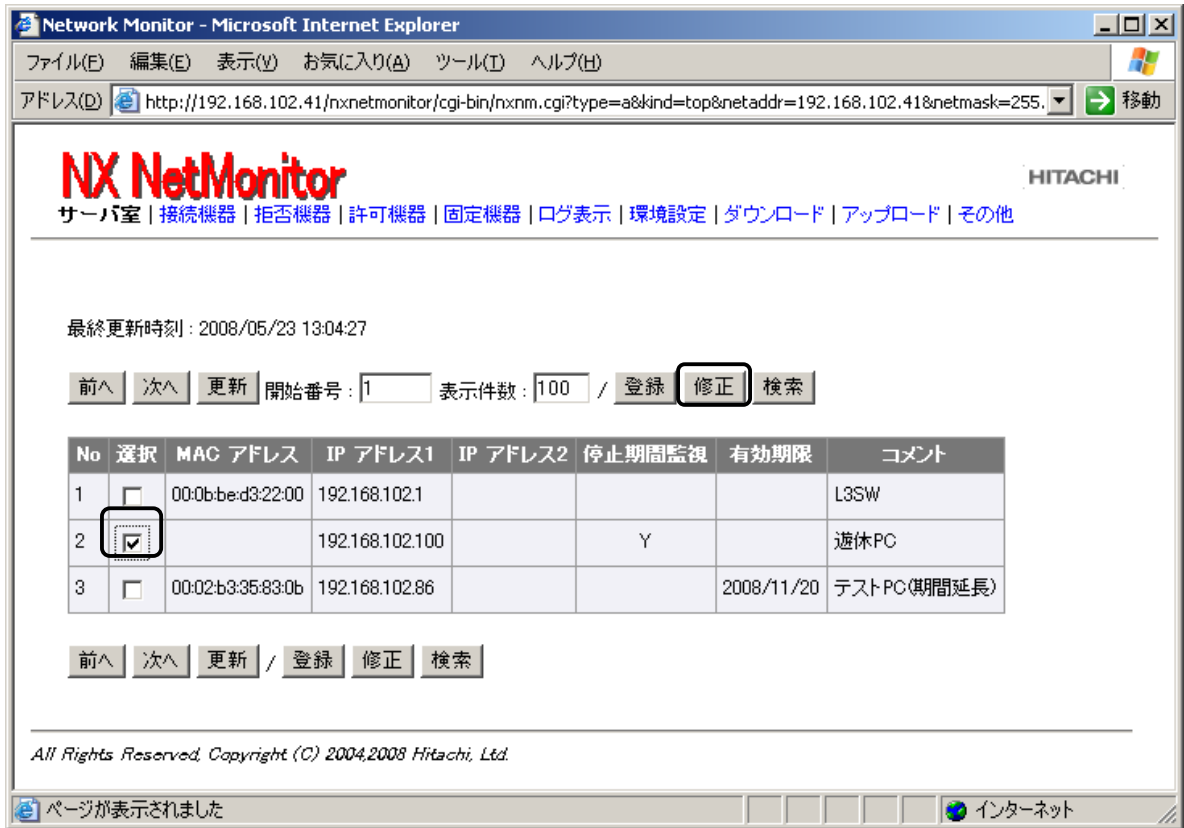 Network Monitor - Microsoft Internet Explorer
ファイル(F) 編集(E) 表示(V) お気に入り(A) ツール(T) ヘルプ(H)
アドレス(D) http://192.168.102.41/nxnetmonitor/cgi-bin/nxnm.cgi?type=a&kind=top&netaddr=192.168.102.41&netmask=255. 移動
NX NetMonitor HITACHI
サーバ室 | 接続機器 | 拒否機器 | 許可機器 | 固定機器 | ログ表示 | 環境設定 | ダウンロード | アップロード | その他
最終更新時刻 : 2008/05/23 13:04:27
前へ 次へ 更新 開始番号 : 1 表示件数 : 100 / 登録 修正 検索
No 選択 MAC アドレス IP アドレス1 IP アドレス2 停止期間監視 有効期限 コメント
1 00:0b:be:d3:22:00 192.168.102.1 L3SW
2 192.168.102.100 Y 遊休PC
3 00:02:b3:35:83:0b 192.168.102.86 2008/11/20 テストPC(期間延長)
前へ 次へ 更新 / 登録 修正 検索
All Rights Reserved, Copyright (C) 2004,2008 Hitachi, Ltd.
ページが表示されました インターネット